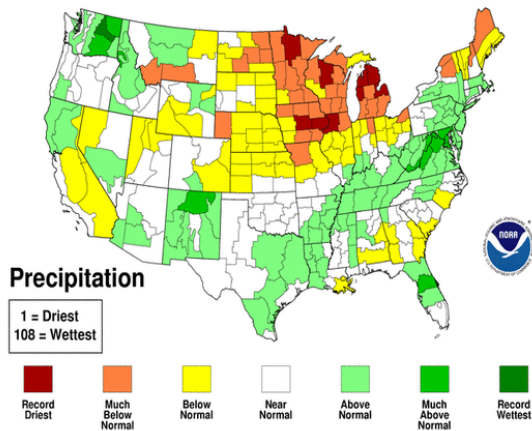 NOAA
Precipitation
1 = Driest
108 = Wettest
Record
Driest
Much
Below
Normal
Below
Normal
Near
Normal
Above
Normal
Much
Above
Normal
Record
Wettest